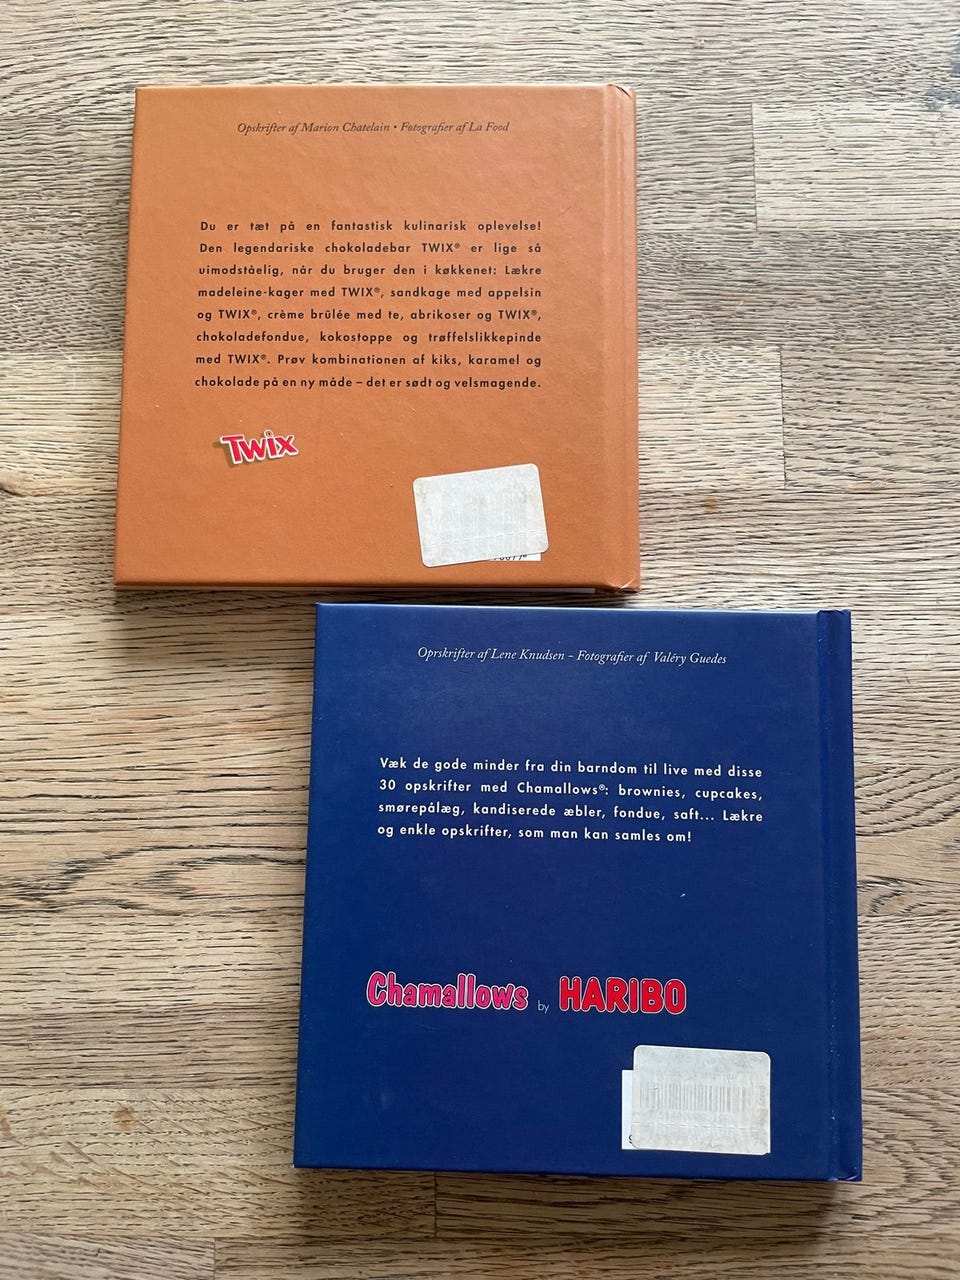 Opskrifter af Marion Chatelain • Fotografier af La Food
Du er tæt på en fantastisk kulinarisk oplevelse!
Den legendariske chokoladebar TWIX® er lige så
uimodståelig, når du bruger den i køkkenet: Lækre
madeleine-kager med TWIX®, sandkage med appelsin
og TWIX®, crème brûlée med te, abrikoser og TWIX®,
chokoladefondue, kokostoppe og trøffelslikkepinde
med TWIX®. Prøv kombinationen af kiks, karamel og
chokolade på en ny måde – det er sødt og velsmagende.
Twix
Oprskrifter af Lene Knudsen – Fotografier af Valéry Guedes
Væk de gode minder fra din barndom til live med disse
30 opskrifter med Chamallows®: brownies, cupcakes,
smørepålæg, kandiserede æbler, fondue, saft... Lækre
og enkle opskrifter, som man kan samles om!
Chamallows by HARIBO
9